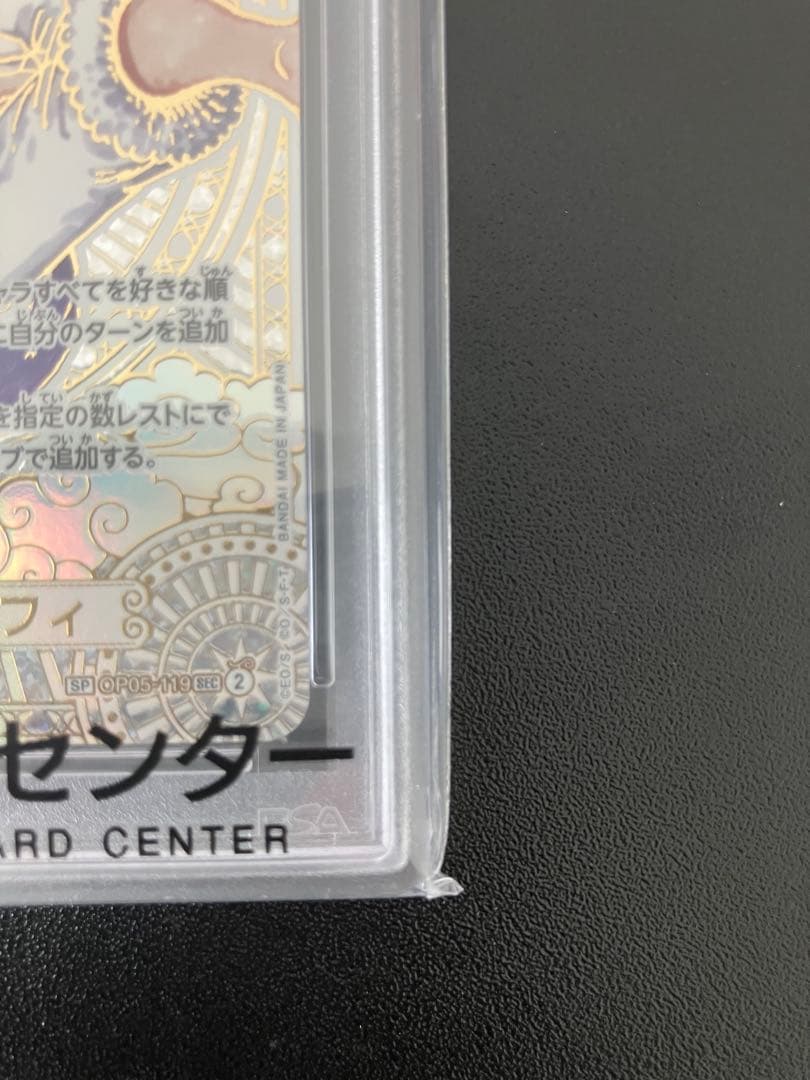 ャラすべてを好きな順
に自分のターンを追加
を指定の数レストにで
プで追加する。
BANDAI MADE IN JAPAN
©EO/S. ©O/S･F･T
フィ
SP OP05-119 SEC 2
センター
PSA
ARD CENTER